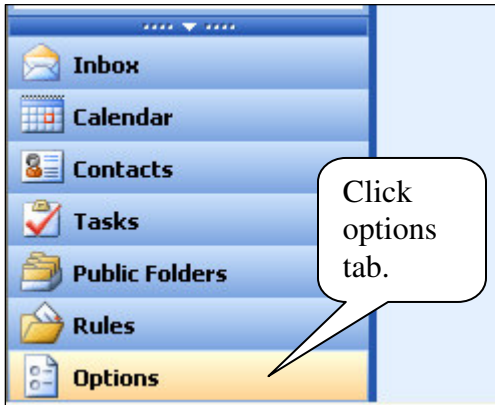 Inbox
Calendar
Contacts
Tasks
Public Folders
Rules
Options
Click
options
tab.